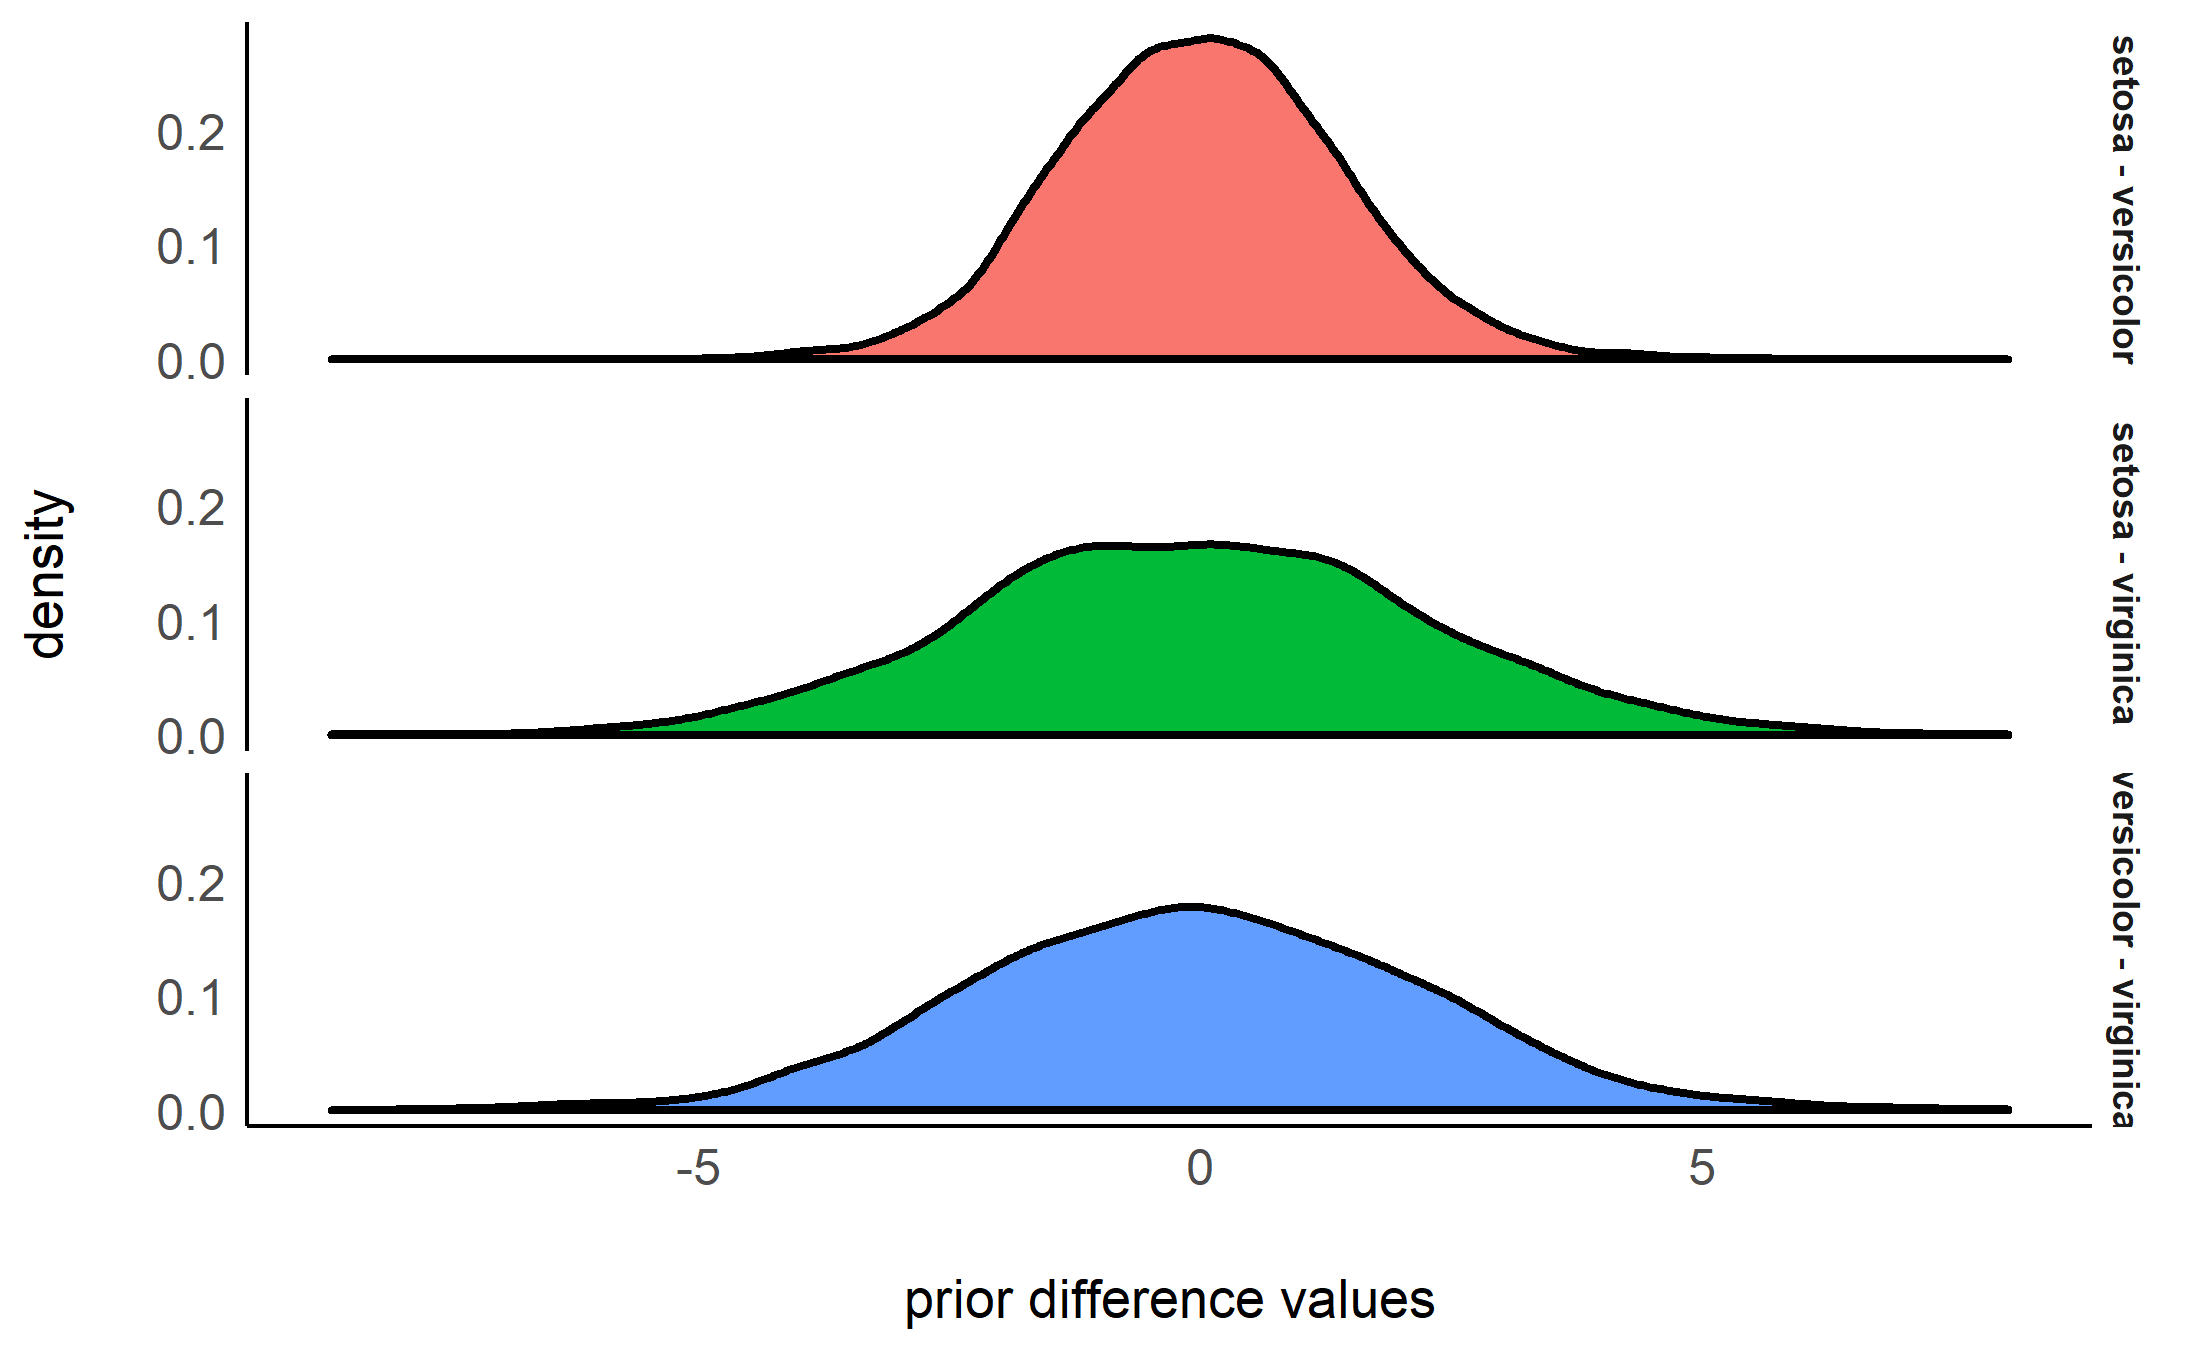 density
0.2
0.1
0.0
setosa - versicolor
0.2
0.1
0.0
setosa - virginica
0.2
0.1
0.0
versicolor - virginica
-5 0 5
prior difference values